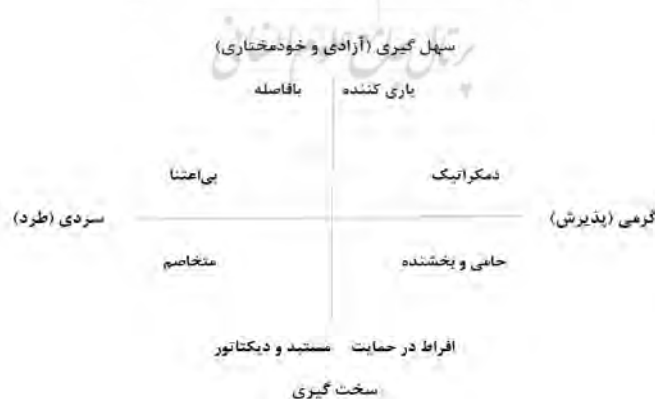 سهل گیری (آزادی و خودمختاری)
یاری کننده بافاصله
دمکراتیک بی‌اعتنا
گرمی (پذیرش) سردی (طرد)
حامی و بخشنده متخاصم
افراط در حمایت مستبد و دیکتاتور
سخت گیری